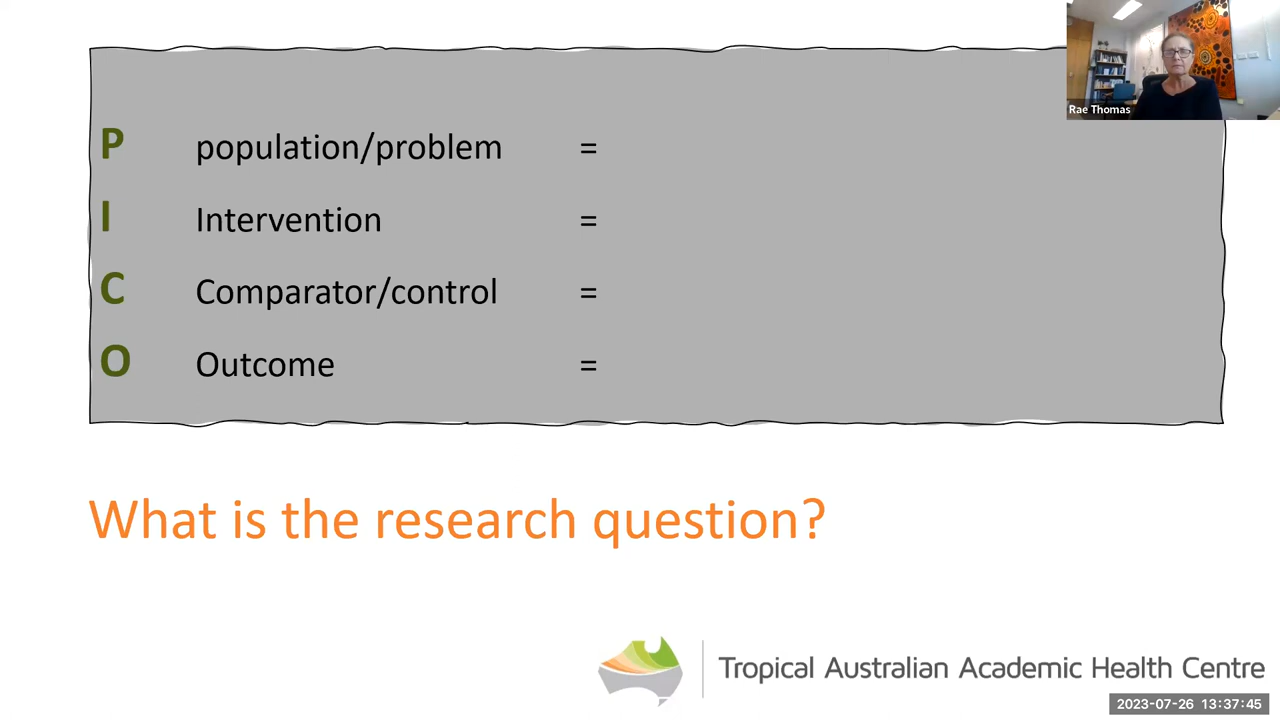 Rae Thomas
P population/problem =
I Intervention =
C Comparator/control =
O Outcome =
What is the research question?
Tropical Australian Academic Health Centre
2023-07-26 13:37:45